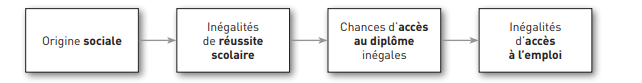 Origine sociale
Inégalités
de réussite
scolaire
Chances d'accès
au diplôme
inégales
Inégalités
d'accès
à l'emploi